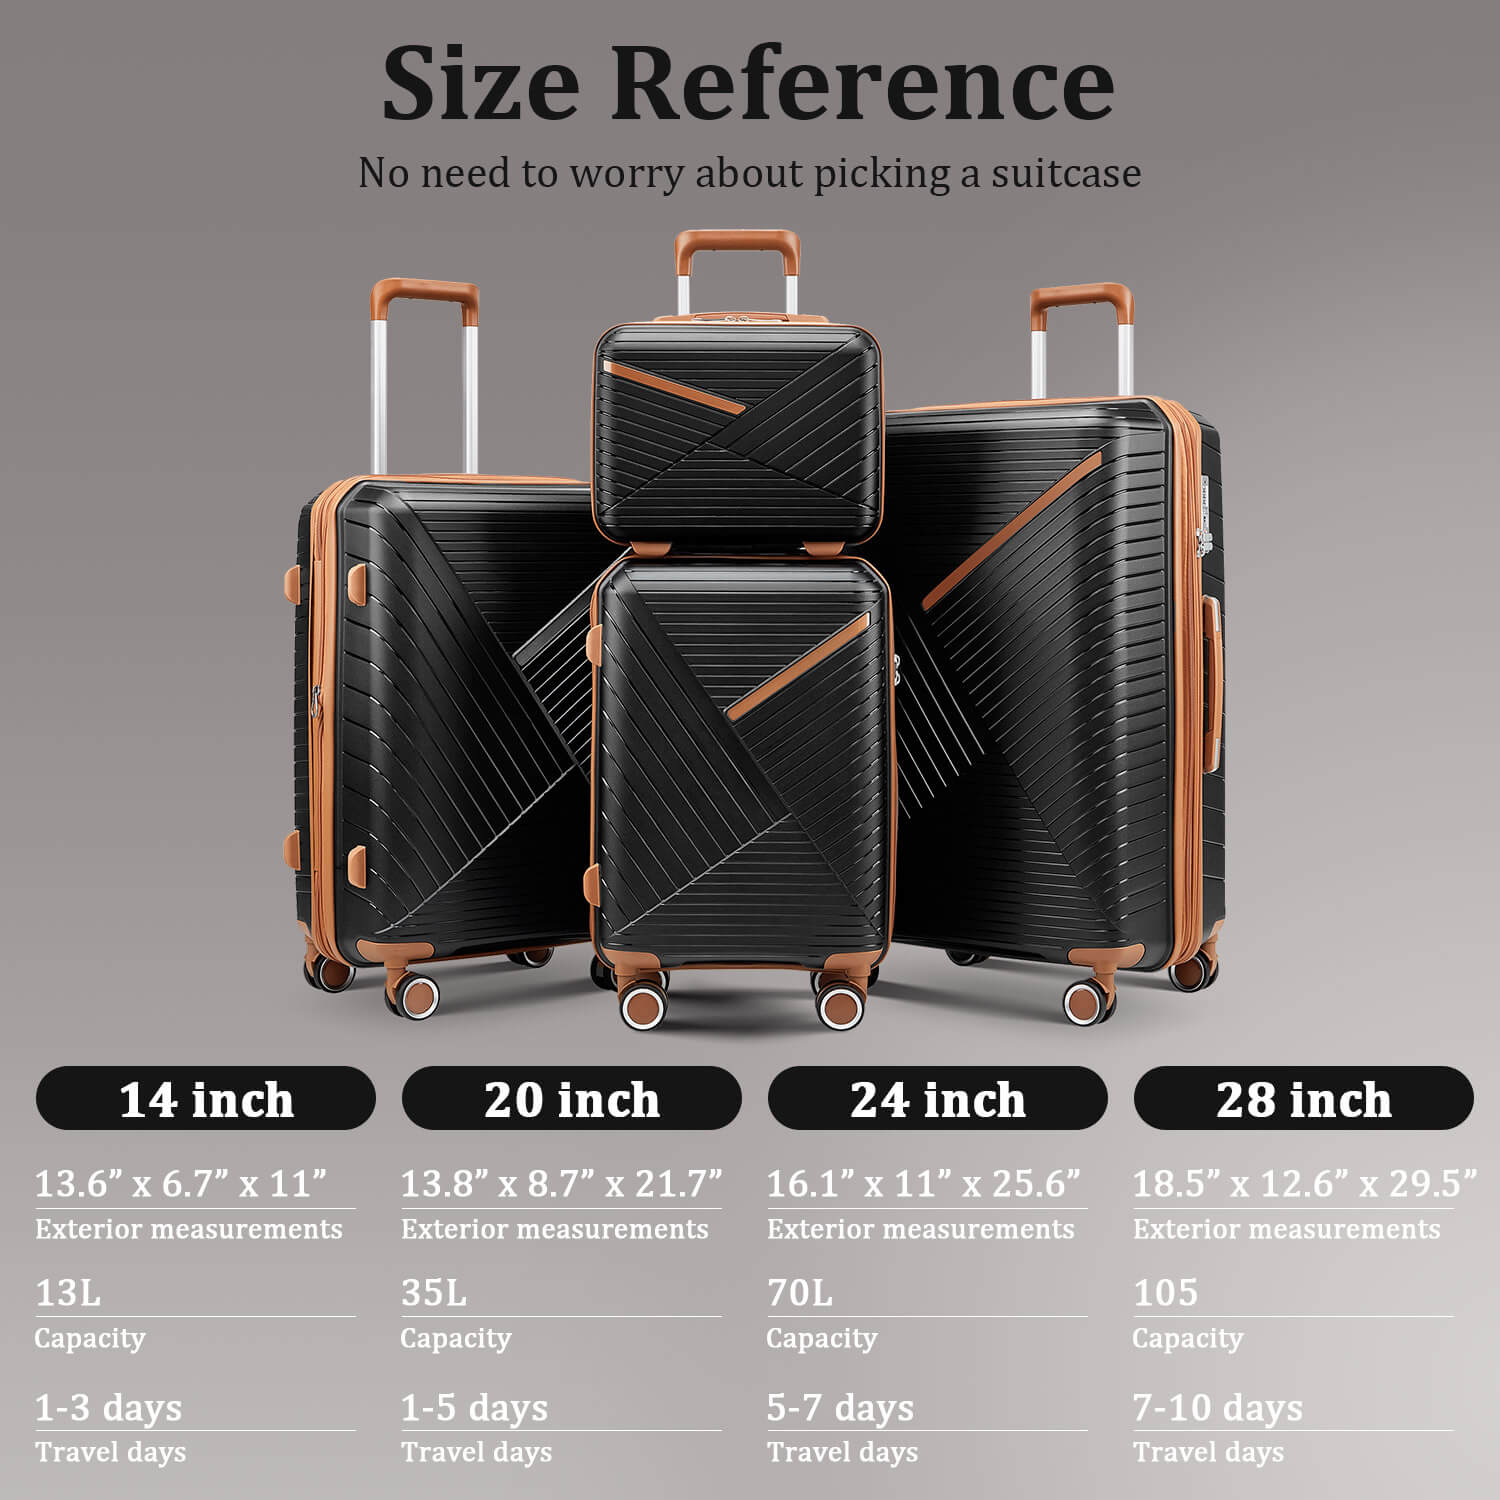 Size Reference
No need to worry about picking a suitcase
14 inch
13.6” x 6.7” x 11”
Exterior measurements
13L
Capacity
1-3 days
Travel days
20 inch
13.8” x 8.7” x 21.7”
Exterior measurements
35L
Capacity
1-5 days
Travel days
24 inch
16.1” x 11” x 25.6”
Exterior measurements
70L
Capacity
5-7 days
Travel days
28 inch
18.5” x 12.6” x 29.5”
Exterior measurements
105
Capacity
7-10 days
Travel days